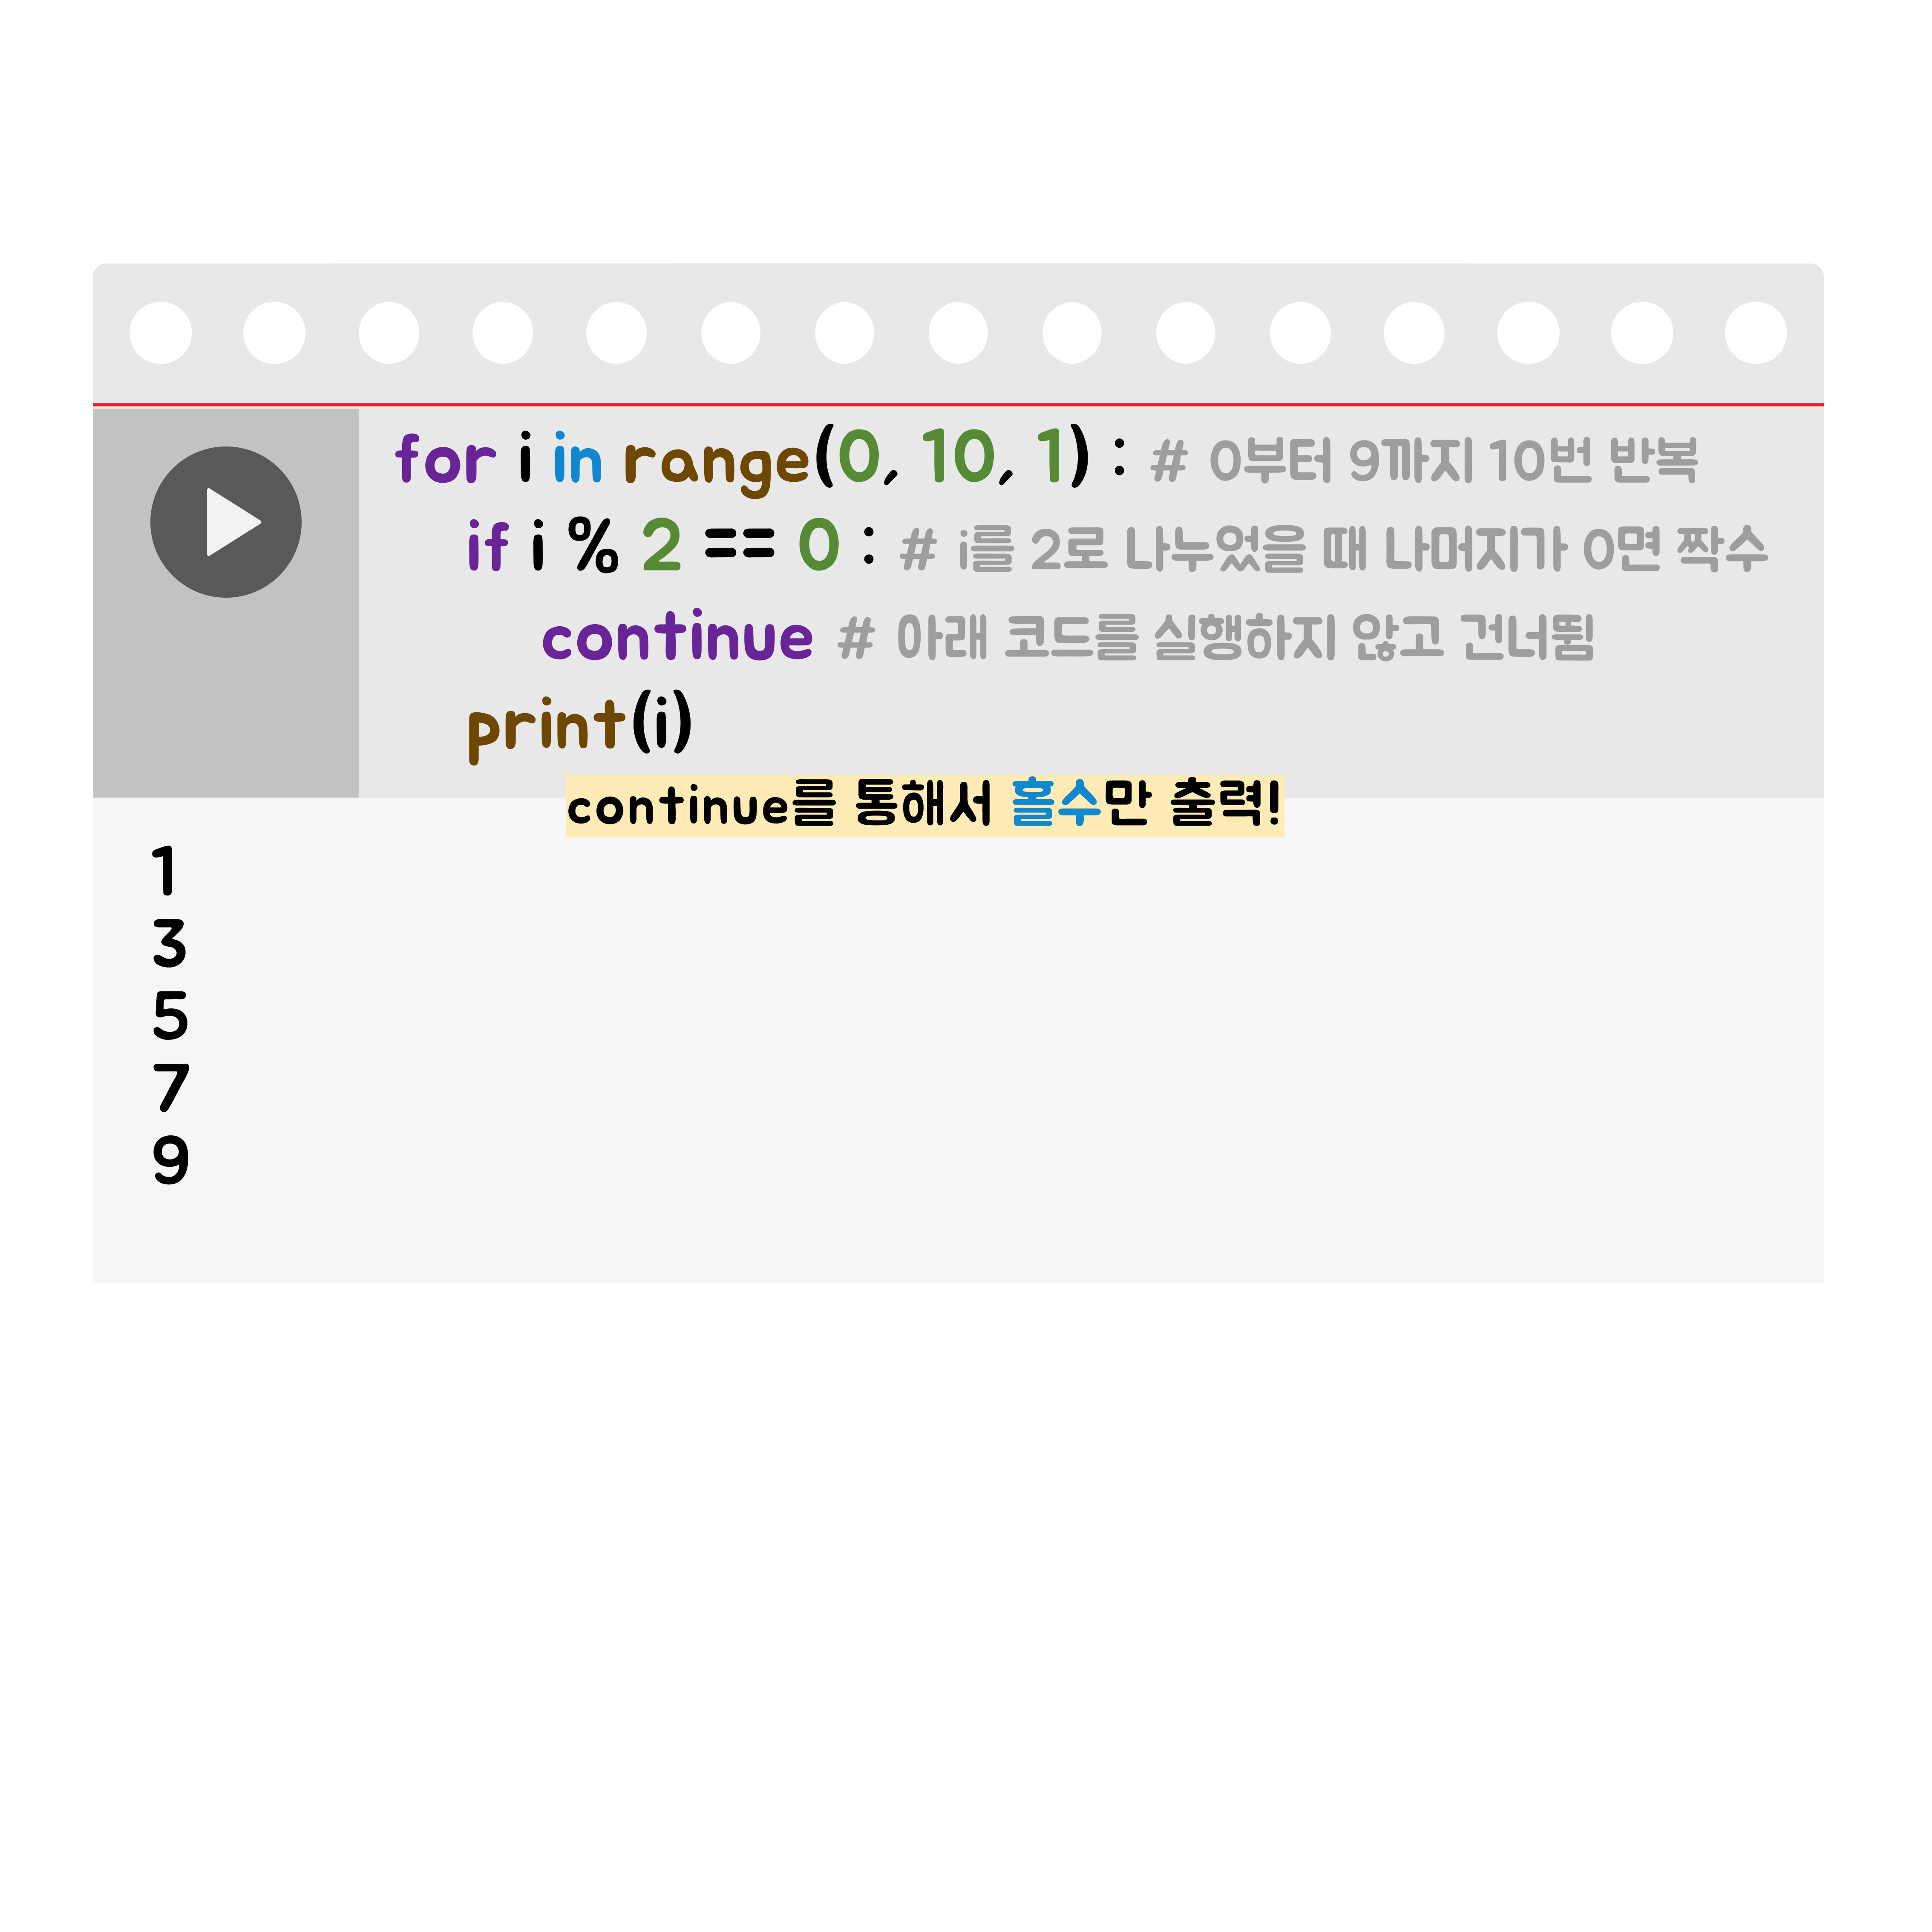 for i in range(0, 10, 1) : # 0부터 9까지 10번 반복
if i % 2 == 0 : # i를 2로 나누웠을 때 나머지가 0면 짝수
continue # 아래 코드를 실행하지 않고 건너뜀
print(i)
continue를 통해서 홀수만 출력!
1
3
5
7
9